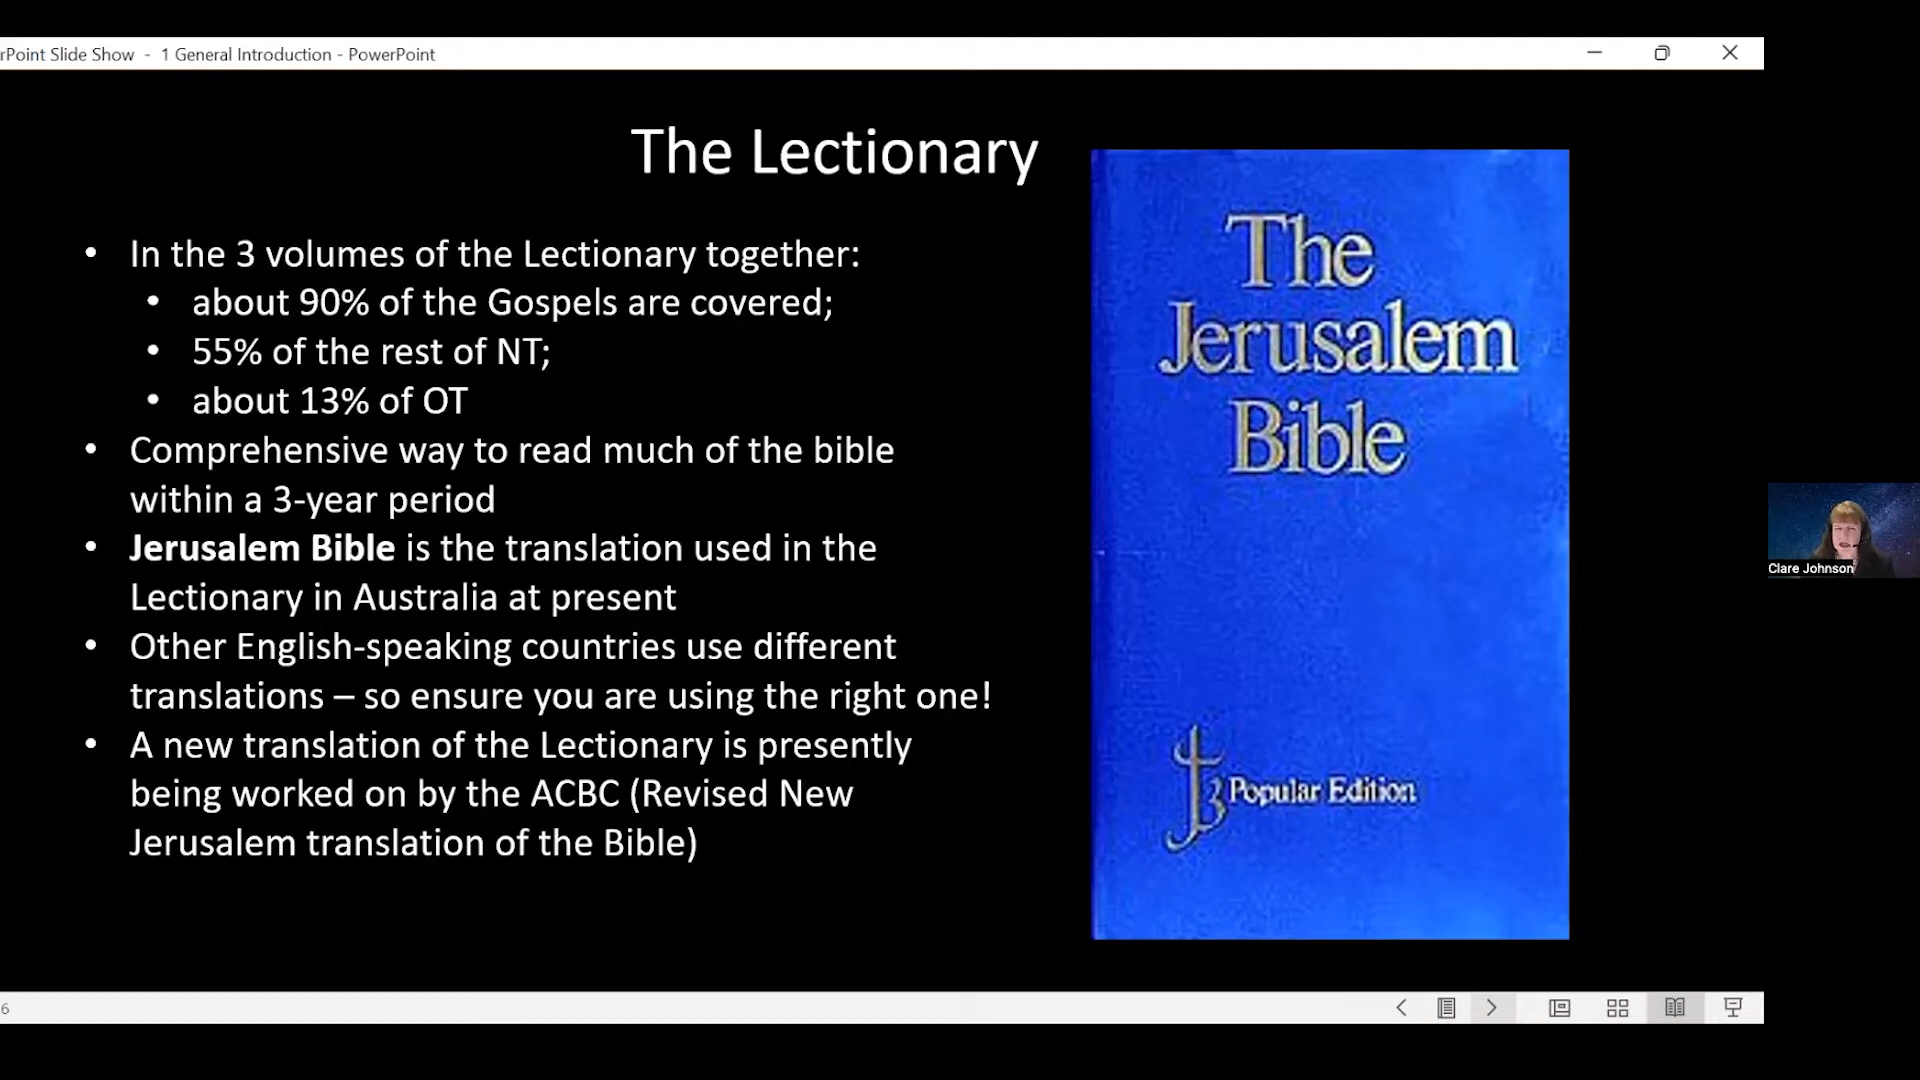 rPoint Slide Show - 1 General Introduction - PowerPoint
The Lectionary
• In the 3 volumes of the Lectionary together:
• about 90% of the Gospels are covered;
• 55% of the rest of NT;
• about 13% of OT
• Comprehensive way to read much of the bible
within a 3-year period
• Jerusalem Bible is the translation used in the
Lectionary in Australia at present
• Other English-speaking countries use different
translations – so ensure you are using the right one!
• A new translation of the Lectionary is presently
being worked on by the ACBC (Revised New
Jerusalem translation of the Bible)
The
Jerusalem
Bible
Popular Edition
Clare Johnson
6